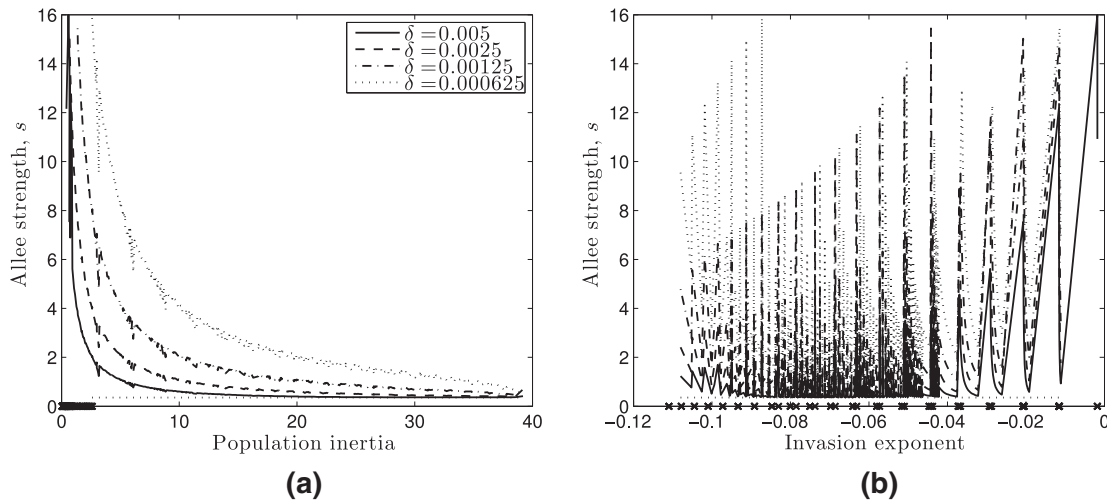 16
14
12
10
8
6
4
2
0
Allee strength, s
0 10 20 30 40
Population inertia
δ =0.005
δ =0.0025
δ =0.00125
δ =0.000625
(a)
16
14
12
10
8
6
4
2
0
Allee strength, s
−0.12 −0.1 −0.08 −0.06 −0.04 −0.02 0
Invasion exponent
(b)